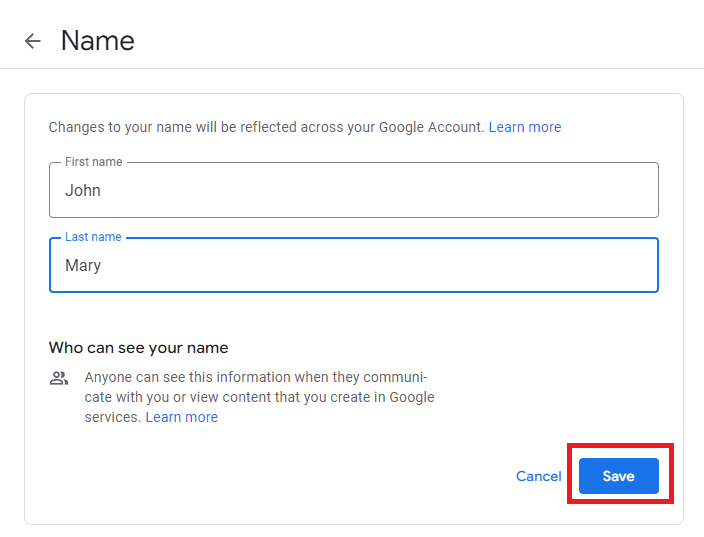 Name
Changes to your name will be reflected across your Google Account. Learn more
First name
John
Last name
Mary
Who can see your name
Anyone can see this information when they communi-
cate with you or view content that you create in Google
services. Learn more
Cancel Save